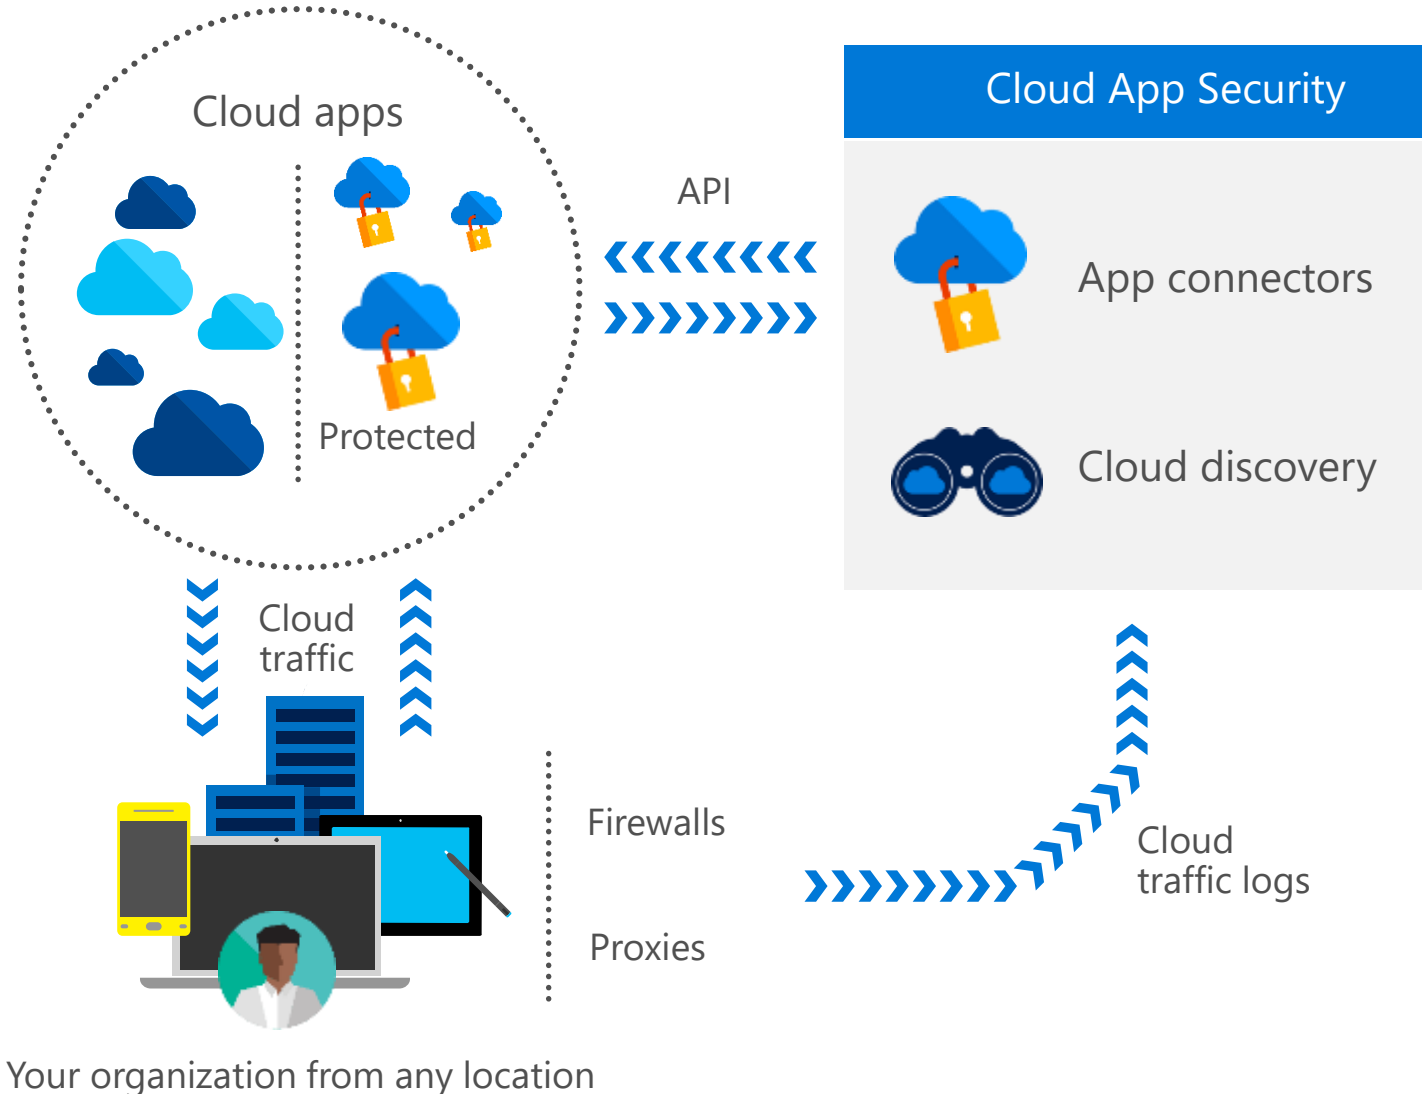 Cloud apps
Protected
API
Cloud App Security
App connectors
Cloud discovery
Cloud
traffic
Firewalls
Proxies
Cloud
traffic logs
Your organization from any location